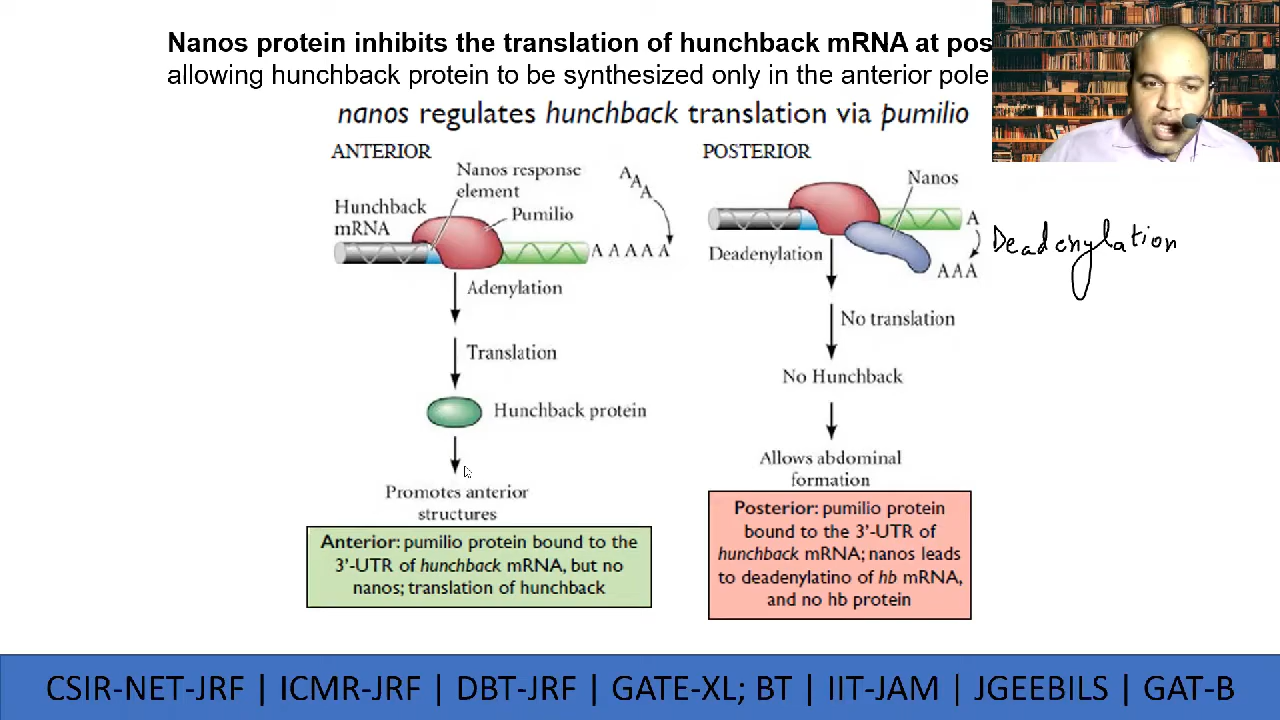 Nanos protein inhibits the translation of hunchback mRNA at pos
allowing hunchback protein to be synthesized only in the anterior pole
nanos regulates hunchback translation via pumilio
ANTERIOR
Nanos response
element
Hunchback
mRNA
Pumilio
A
A
A
A A A A A
Adenylation
Translation
Hunchback protein
Promotes anterior
structures
Anterior: pumilio protein bound to the
3'-UTR of hunchback mRNA, but no
nanos; translation of hunchback
POSTERIOR
Nanos
A
Deadenylation
AAA
Deadenylation
No translation
No Hunchback
Allows abdominal
formation
Posterior: pumilio protein
bound to the 3'-UTR of
hunchback mRNA; nanos leads
to deadenylatino of hb mRNA,
and no hb protein
CSIR-NET-JRF | ICMR-JRF | DBT-JRF | GATE-XL; BT | IIT-JAM | JGEEBILS | GAT-B